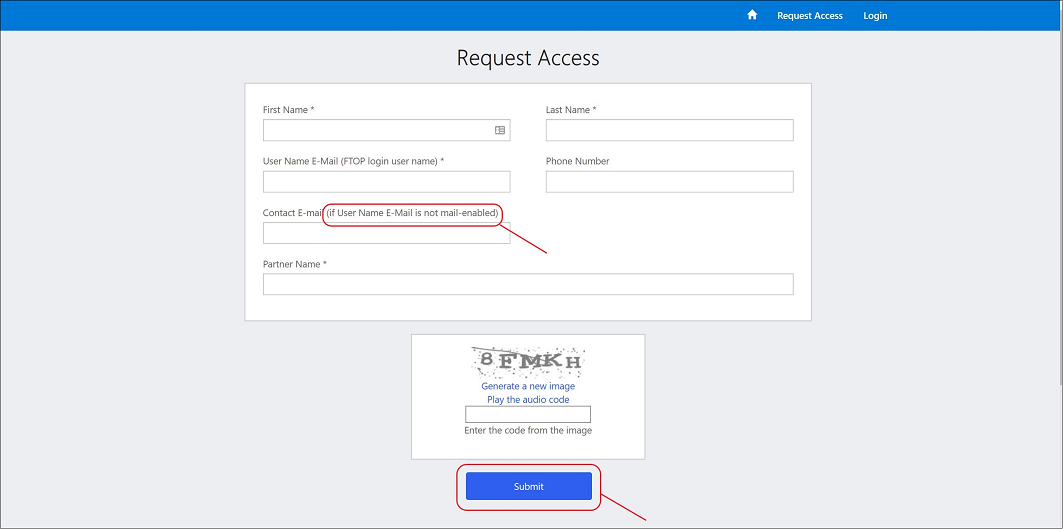 Request Access
Login
Request Access
First Name *
Last Name *
User Name E-Mail (FTOP login user name) *
Phone Number
Contact E-mail (if User Name E-Mail is not mail-enabled)
Partner Name *
8FMKH
Generate a new image
Play the audio code
Enter the code from the image
Submit